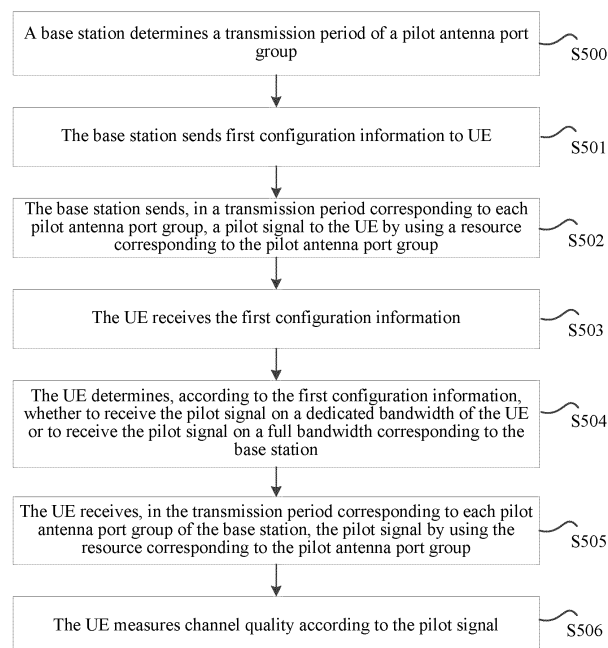 A base station determines a transmission period of a pilot antenna port
group
S500
The base station sends first configuration information to UE
S501
The base station sends, in a transmission period corresponding to each
pilot antenna port group, a pilot signal to the UE by using a resource
corresponding to the pilot antenna port group
S502
The UE receives the first configuration information
S503
The UE determines, according to the first configuration information,
whether to receive the pilot signal on a dedicated bandwidth of the UE
or to receive the pilot signal on a full bandwidth corresponding to the
base station
S504
The UE receives, in the transmission period corresponding to each pilot
antenna port group of the base station, the pilot signal by using the
resource corresponding to the pilot antenna port group
S505
The UE measures channel quality according to the pilot signal
S506